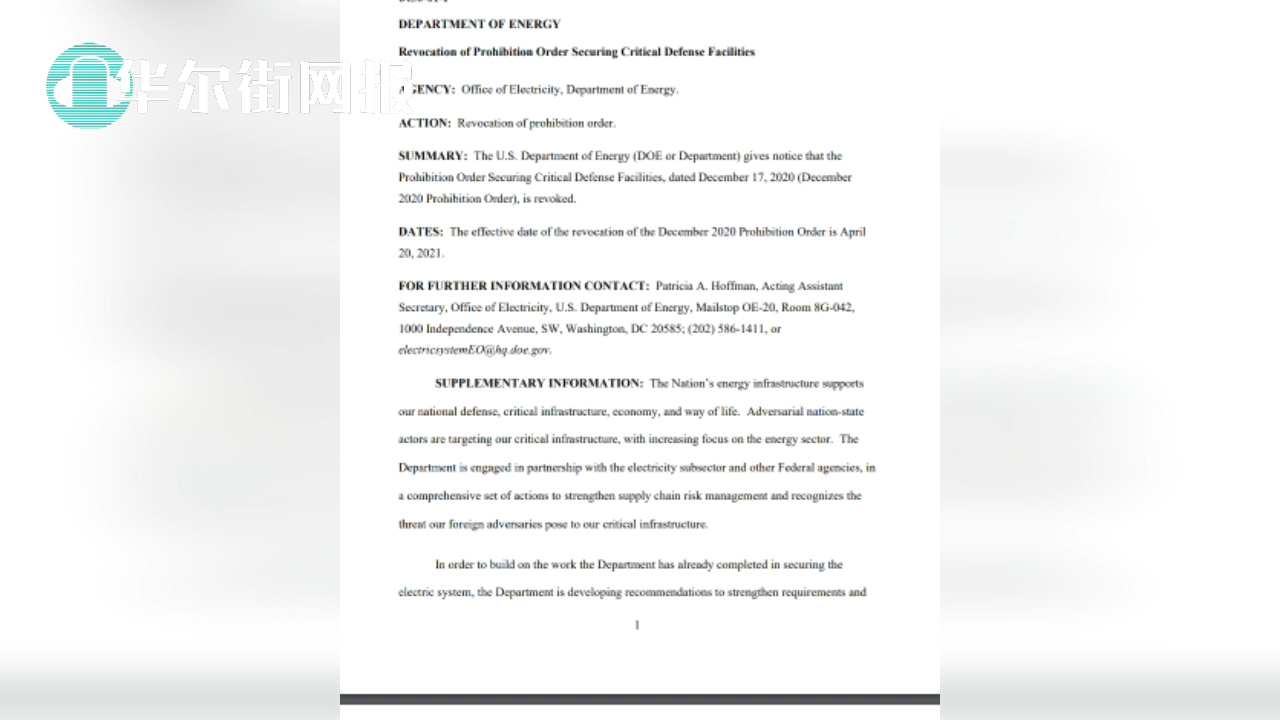 华尔街网报
DEPARTMENT OF ENERGY
Revocation of Prohibition Order Securing Critical Defense Facilities
AGENCY: Office of Electricity, Department of Energy.
ACTION: Revocation of prohibition order.
SUMMARY: The U.S. Department of Energy (DOE or Department) gives notice that the
Prohibition Order Securing Critical Defense Facilities, dated December 17, 2020 (December
2020 Prohibition Order), is revoked.
DATES: The effective date of the revocation of the December 2020 Prohibition Order is April
20, 2021.
FOR FURTHER INFORMATION CONTACT: Patricia A. Hoffman, Acting Assistant
Secretary, Office of Electricity, U.S. Department of Energy, Mailstop OE-20, Room 8G-042,
1000 Independence Avenue, SW, Washington, DC 20585; (202) 586-1411, or
electricsystemEO@hq.doe.gov.
SUPPLEMENTARY INFORMATION: The Nation's energy infrastructure supports
our national defense, critical infrastructure, economy, and way of life. Adversarial nation-state
actors are targeting our critical infrastructure, with increasing focus on the energy sector. The
Department is engaged in partnership with the electricity subsector and other Federal agencies, in
a comprehensive set of actions to strengthen supply chain risk management and recognizes the
threat our foreign adversaries pose to our critical infrastructure.
In order to build on the work the Department has already completed in securing the
electric system, the Department is developing recommendations to strengthen requirements and
1